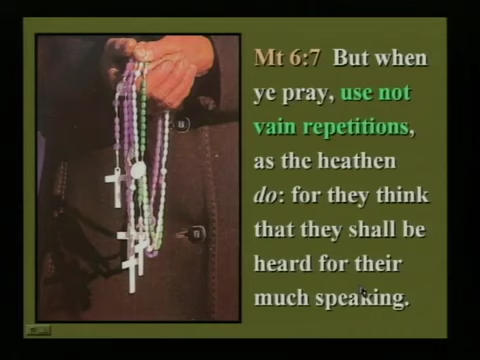 Mt 6:7 But when
ye pray, use not
vain repetitions,
as the heathen
do: for they think
that they shall be
heard for their
much speaking.